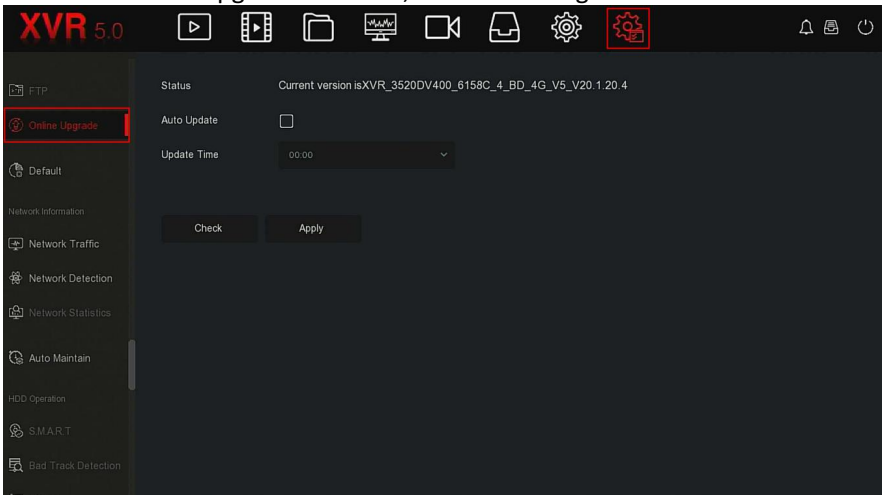 XVR 5.0
FTP
Online Upgrade
Default
Network Information
Network Traffic
Network Detection
Network Statistics
Auto Maintain
HDD Operation
S.M.A.R.T
Bad Track Detection
Status Current version isXVR_3520DV400_6158C_4_BD_4G_V5_V20.1.20.4
Auto Update
Update Time 00:00
Check Apply